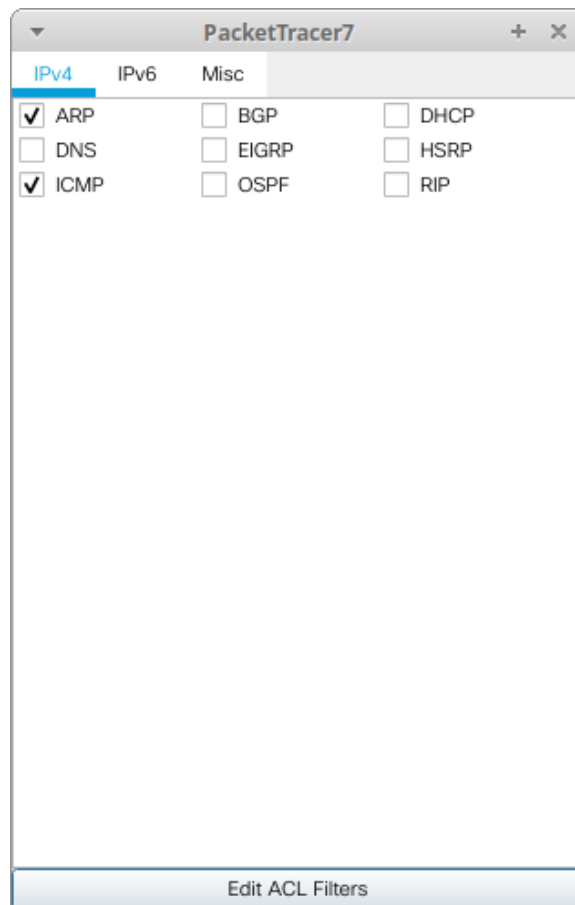 PacketTracer7
IPv4 IPv6 Misc
ARP BGP DHCP
DNS EIGRP HSRP
ICMP OSPF RIP
Edit ACL Filters